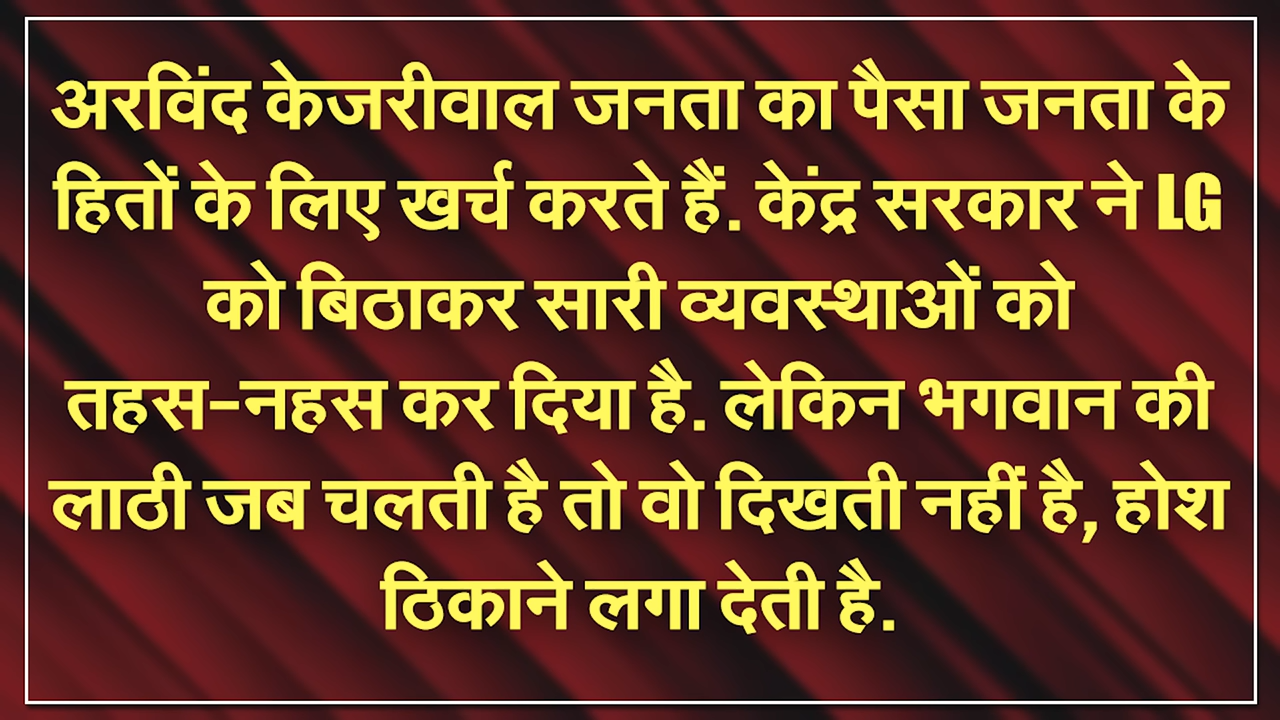 अरविंद केजरीवाल जनता का पैसा जनता के
हितों के लिए खर्च करते हैं. केंद्र सरकार ने LG
को बिठाकर सारी व्यवस्थाओं को
तहस-नहस कर दिया है. लेकिन भगवान की
लाठी जब चलती है तो वो दिखती नहीं है, होश
ठिकाने लगा देती है.